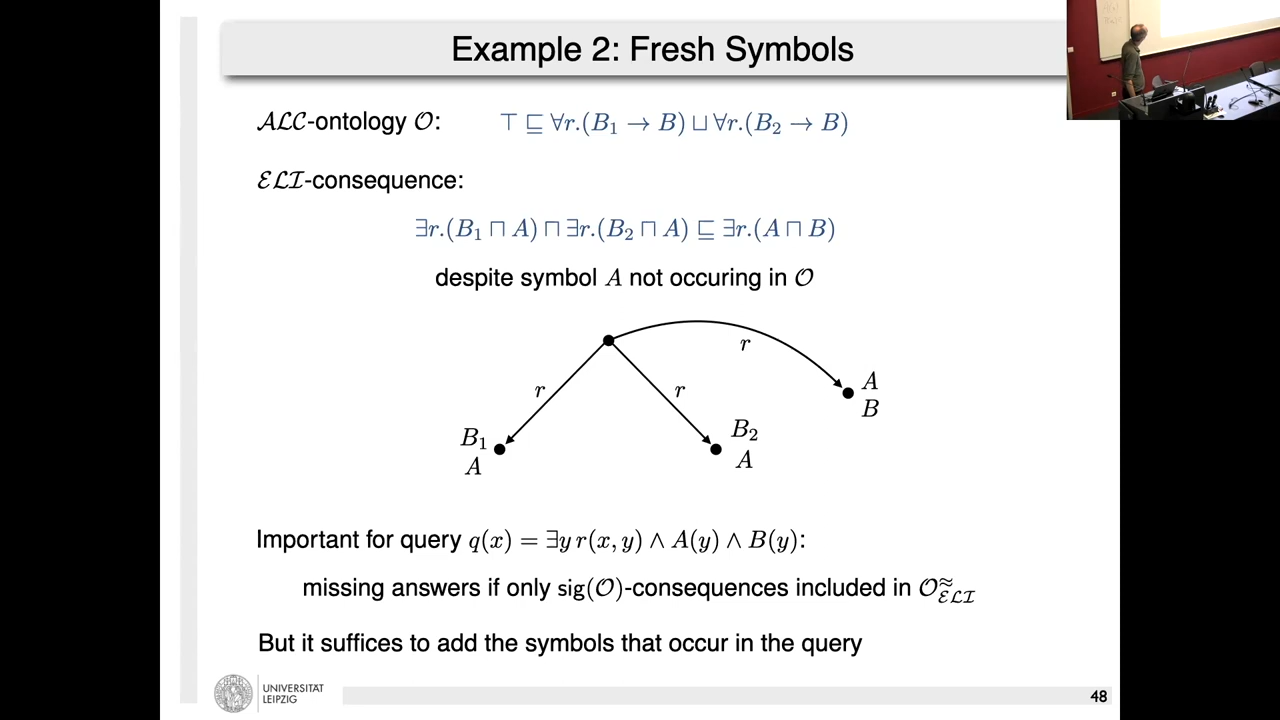 Example 2: Fresh Symbols
𝒜ℒ𝒞-ontology 𝒪: ⊤ ⊑ ∀r.(B₁ → B) ⊔ ∀r.(B₂ → B)
ℰℒℐ-consequence:
∃r.(B₁ ⊓ A) ⊓ ∃r.(B₂ ⊓ A) ⊑ ∃r.(A ⊓ B)
despite symbol A not occuring in 𝒪
r
r
r
A
B
B₁
A
B₂
A
Important for query q(x) = ∃y r(x, y) ∧ A(y) ∧ B(y):
missing answers if only sig(𝒪)-consequences included in 𝒪^≈_ℰℒℐ
But it suffices to add the symbols that occur in the query
UNIVERSITÄT
LEIPZIG
48